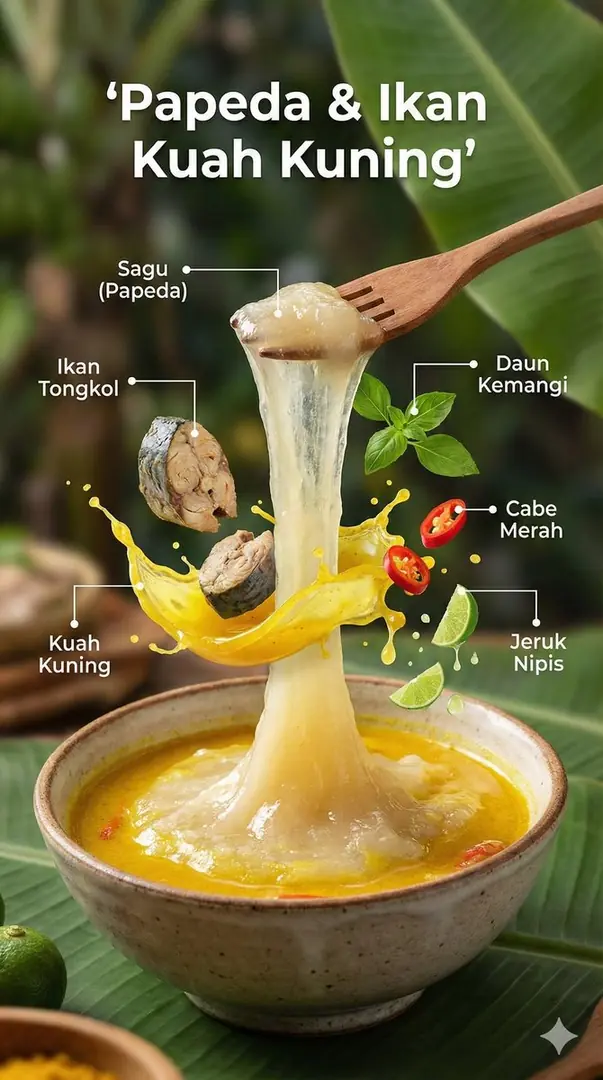 ‘Papeda & Ikan
Kuah Kuning’
Sagu
(Papeda)
Ikan
Tongkol
Daun
Kemangi
Cabe
Merah
Kuah
Kuning
Jeruk
Nipis